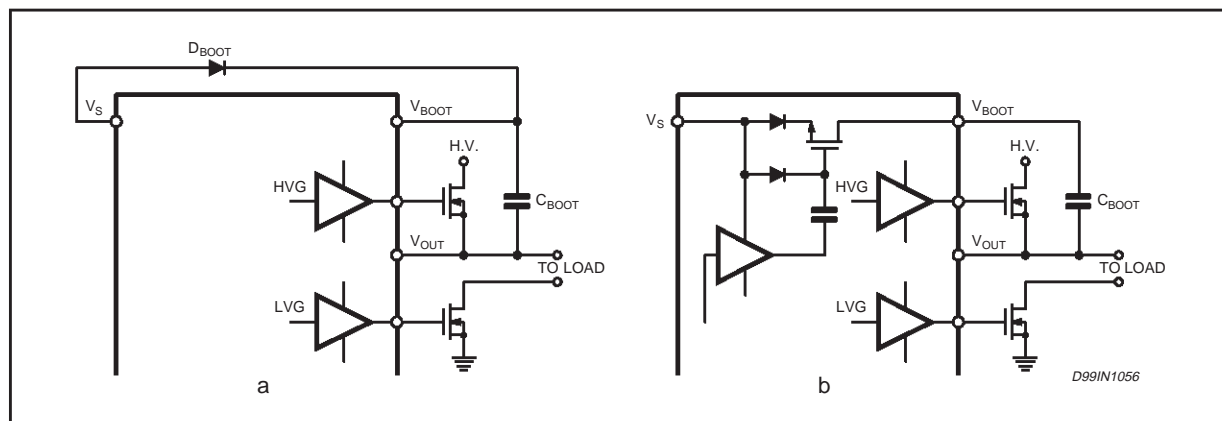 D_BOOT
V_S
V_BOOT
H.V.
HVG
C_BOOT
V_OUT
TO LOAD
LVG
a
V_S
V_BOOT
H.V.
HVG
C_BOOT
V_OUT
TO LOAD
LVG
b
D99IN1056